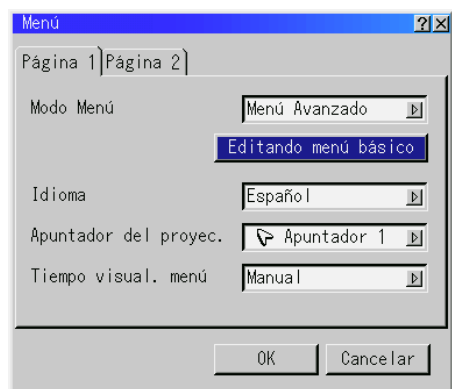 Menú
Página 1 Página 2
Modo Menú Menú Avanzado
Editando menú básico
Idioma Español
Apuntador del proyec. Apuntador 1
Tiempo visual. menú Manual
OK Cancelar